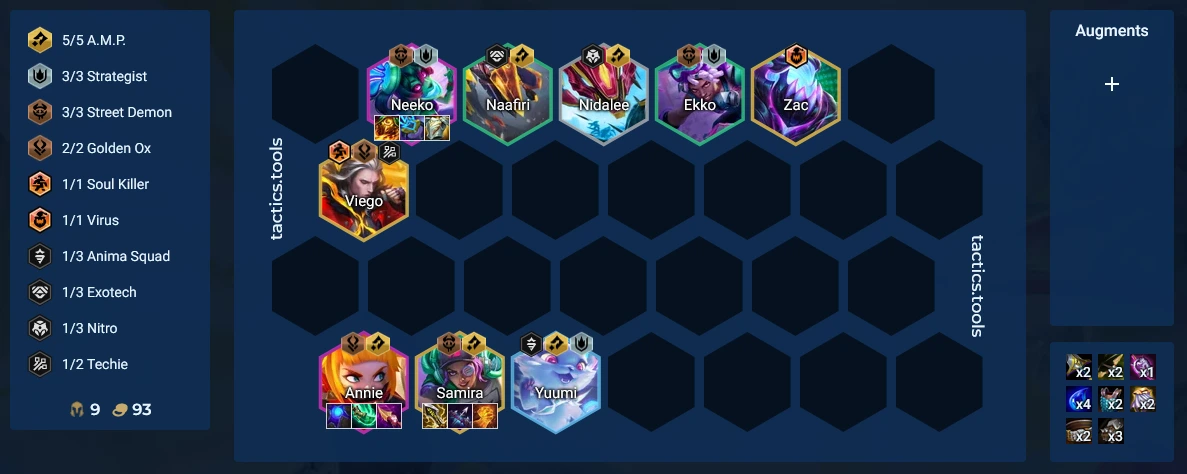 5/5 A.M.P.
3/3 Strategist
3/3 Street Demon
2/2 Golden Ox
1/1 Soul Killer
1/1 Virus
1/3 Anima Squad
1/3 Exotech
1/3 Nitro
1/2 Techie
9 93
tactics.tools
Neeko Naafiri Nidalee Ekko Zac
Viego
Annie Samira Yuumi
tactics.tools
Augments
+
x2 x2 x1
x4 x2 x2
x2 x3